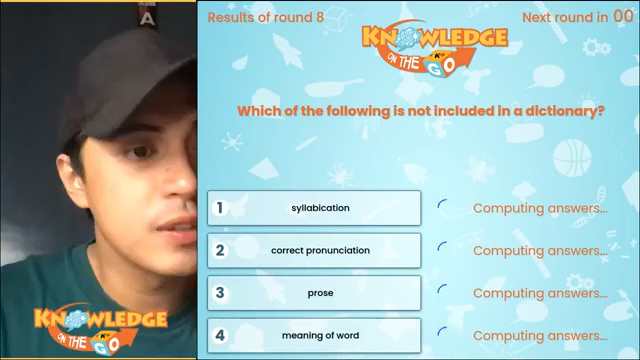 A
Results of round 8
Next round in 00
KNOWLEDGE
ON THE GO
K
Which of the following is not included in a dictionary?
1 syllabication Computing answers...
2 correct pronunciation Computing answers...
3 prose Computing answers...
4 meaning of word Computing answers...
KNOWLEDGE
ON THE GO